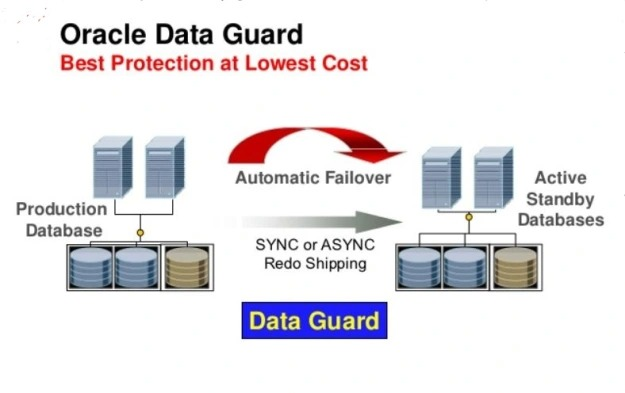 Oracle Data Guard
Best Protection at Lowest Cost
Automatic Failover
Production
Database
Active
Standby
Databases
SYNC or ASYNC
Redo Shipping
Data Guard